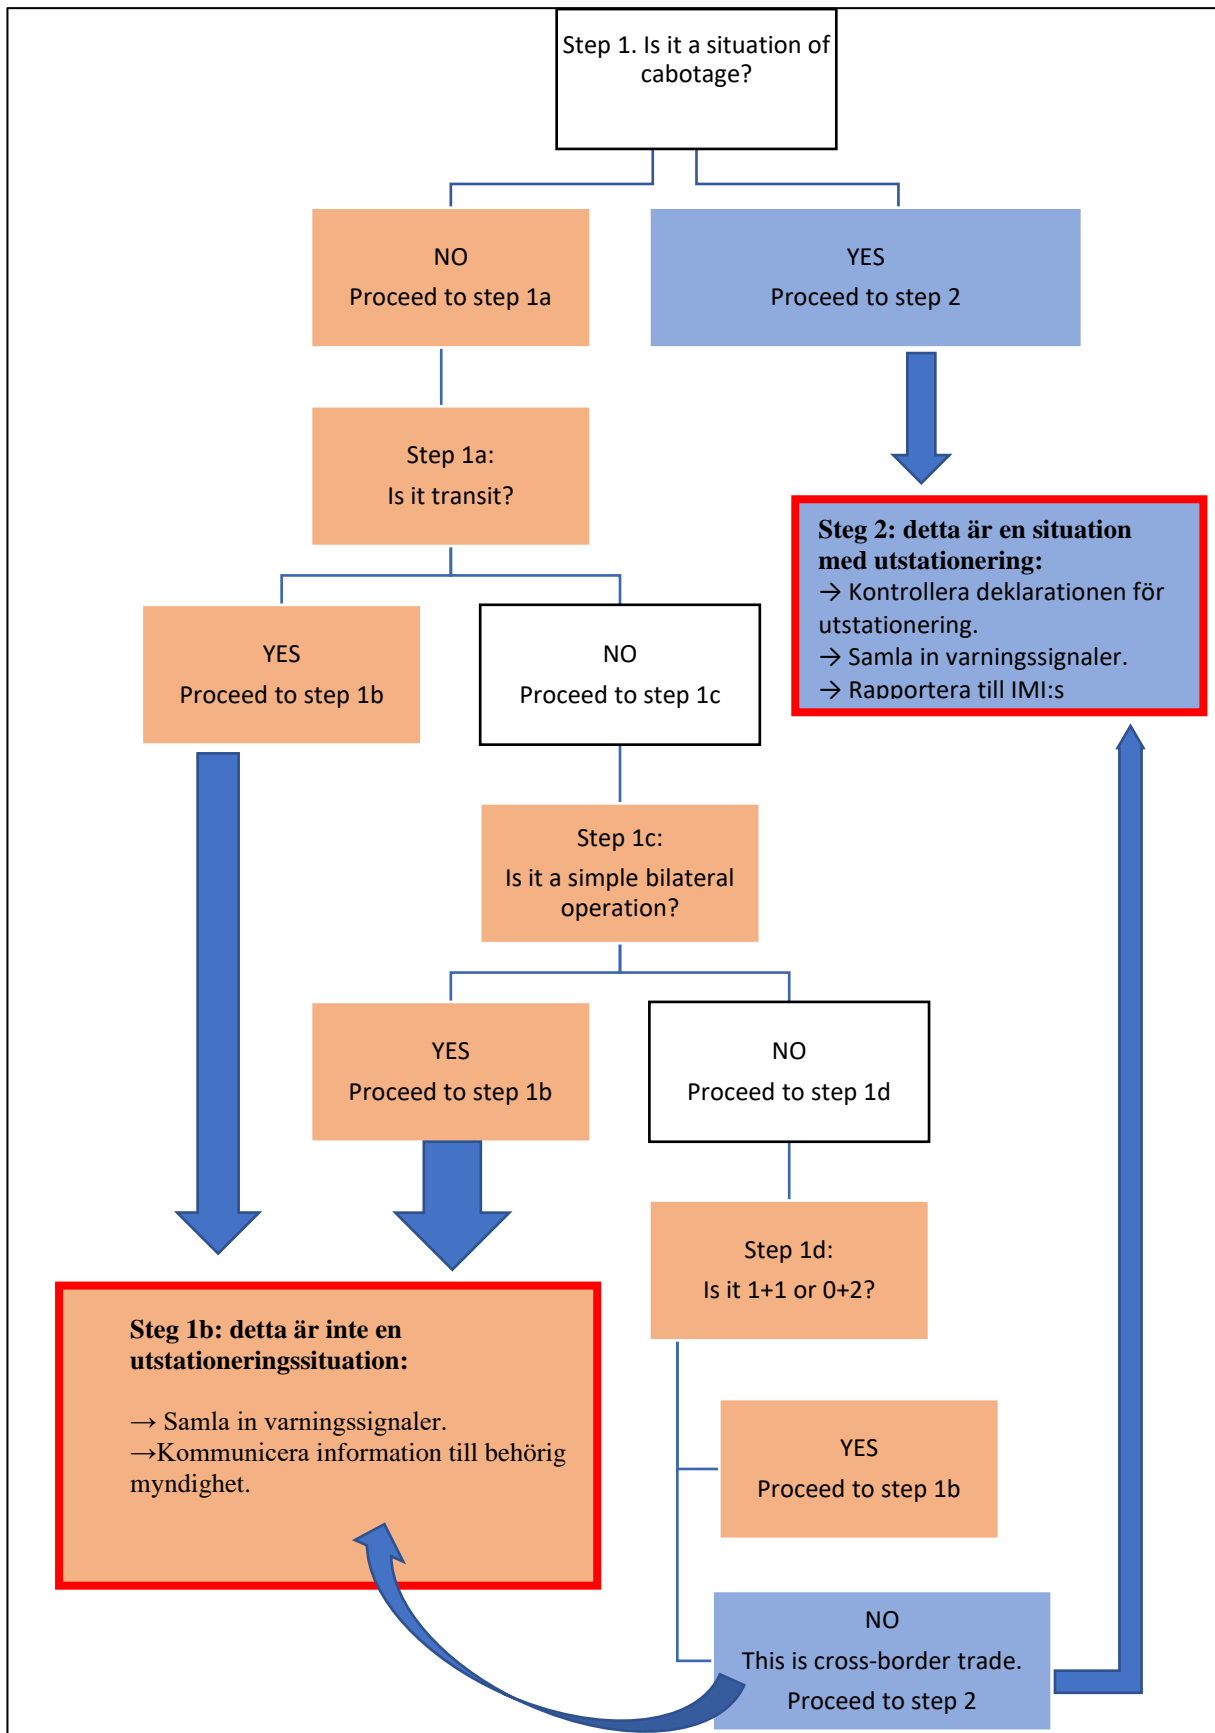 Step 1. Is it a situation of
cabotage?
NO
Proceed to step 1a
YES
Proceed to step 2
Step 1a:
Is it transit?
Steg 2: detta är en situation
med utstationering:
→ Kontrollera deklarationen för
utstationering.
→ Samla in varningssignaler.
→ Rapportera till IMI:s
YES
Proceed to step 1b
NO
Proceed to step 1c
Step 1c:
Is it a simple bilateral
operation?
YES
Proceed to step 1b
NO
Proceed to step 1d
Step 1d:
Is it 1+1 or 0+2?
Steg 1b: detta är inte en
utstationeringssituation:
→ Samla in varningssignaler.
→Kommunicera information till behörig
myndighet.
YES
Proceed to step 1b
NO
This is cross-border trade.
Proceed to step 2